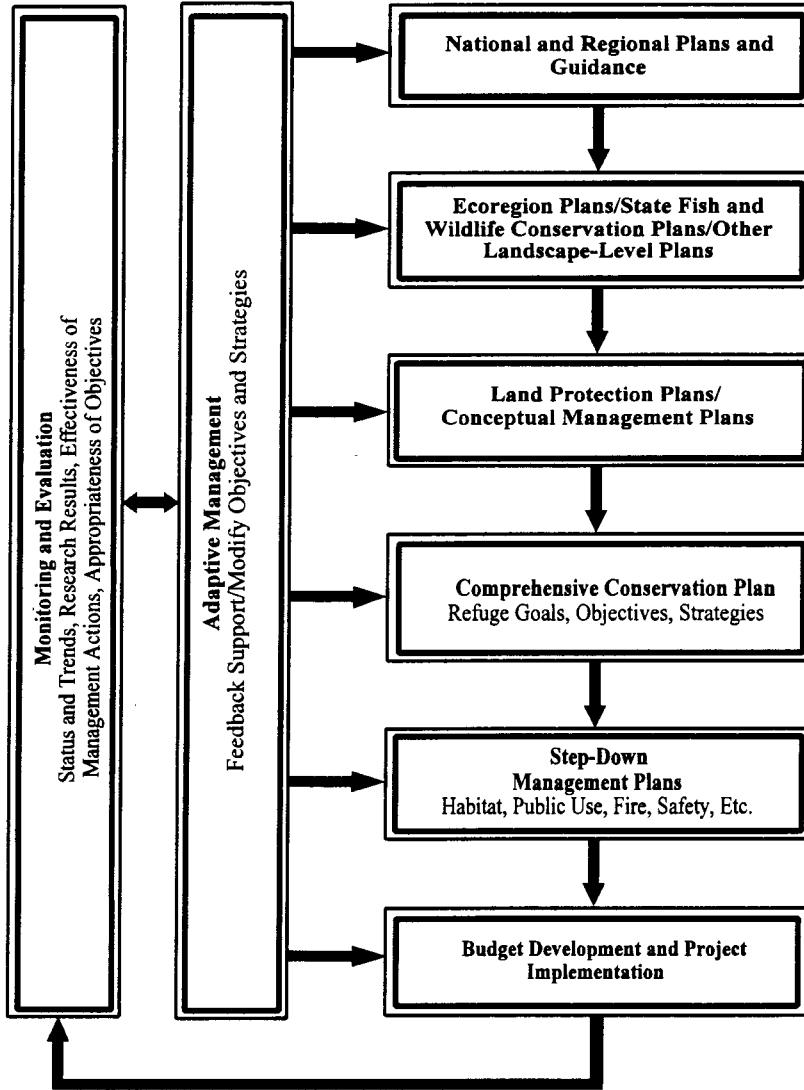 Monitoring and Evaluation
Status and Trends, Research Results, Effectiveness of
Management Actions, Appropriateness of Objectives
Adaptive Management
Feedback Support/Modify Objectives and Strategies
National and Regional Plans and
Guidance
Ecoregion Plans/State Fish and
Wildlife Conservation Plans/Other
Landscape-Level Plans
Land Protection Plans/
Conceptual Management Plans
Comprehensive Conservation Plan
Refuge Goals, Objectives, Strategies
Step-Down
Management Plans
Habitat, Public Use, Fire, Safety, Etc.
Budget Development and Project
Implementation